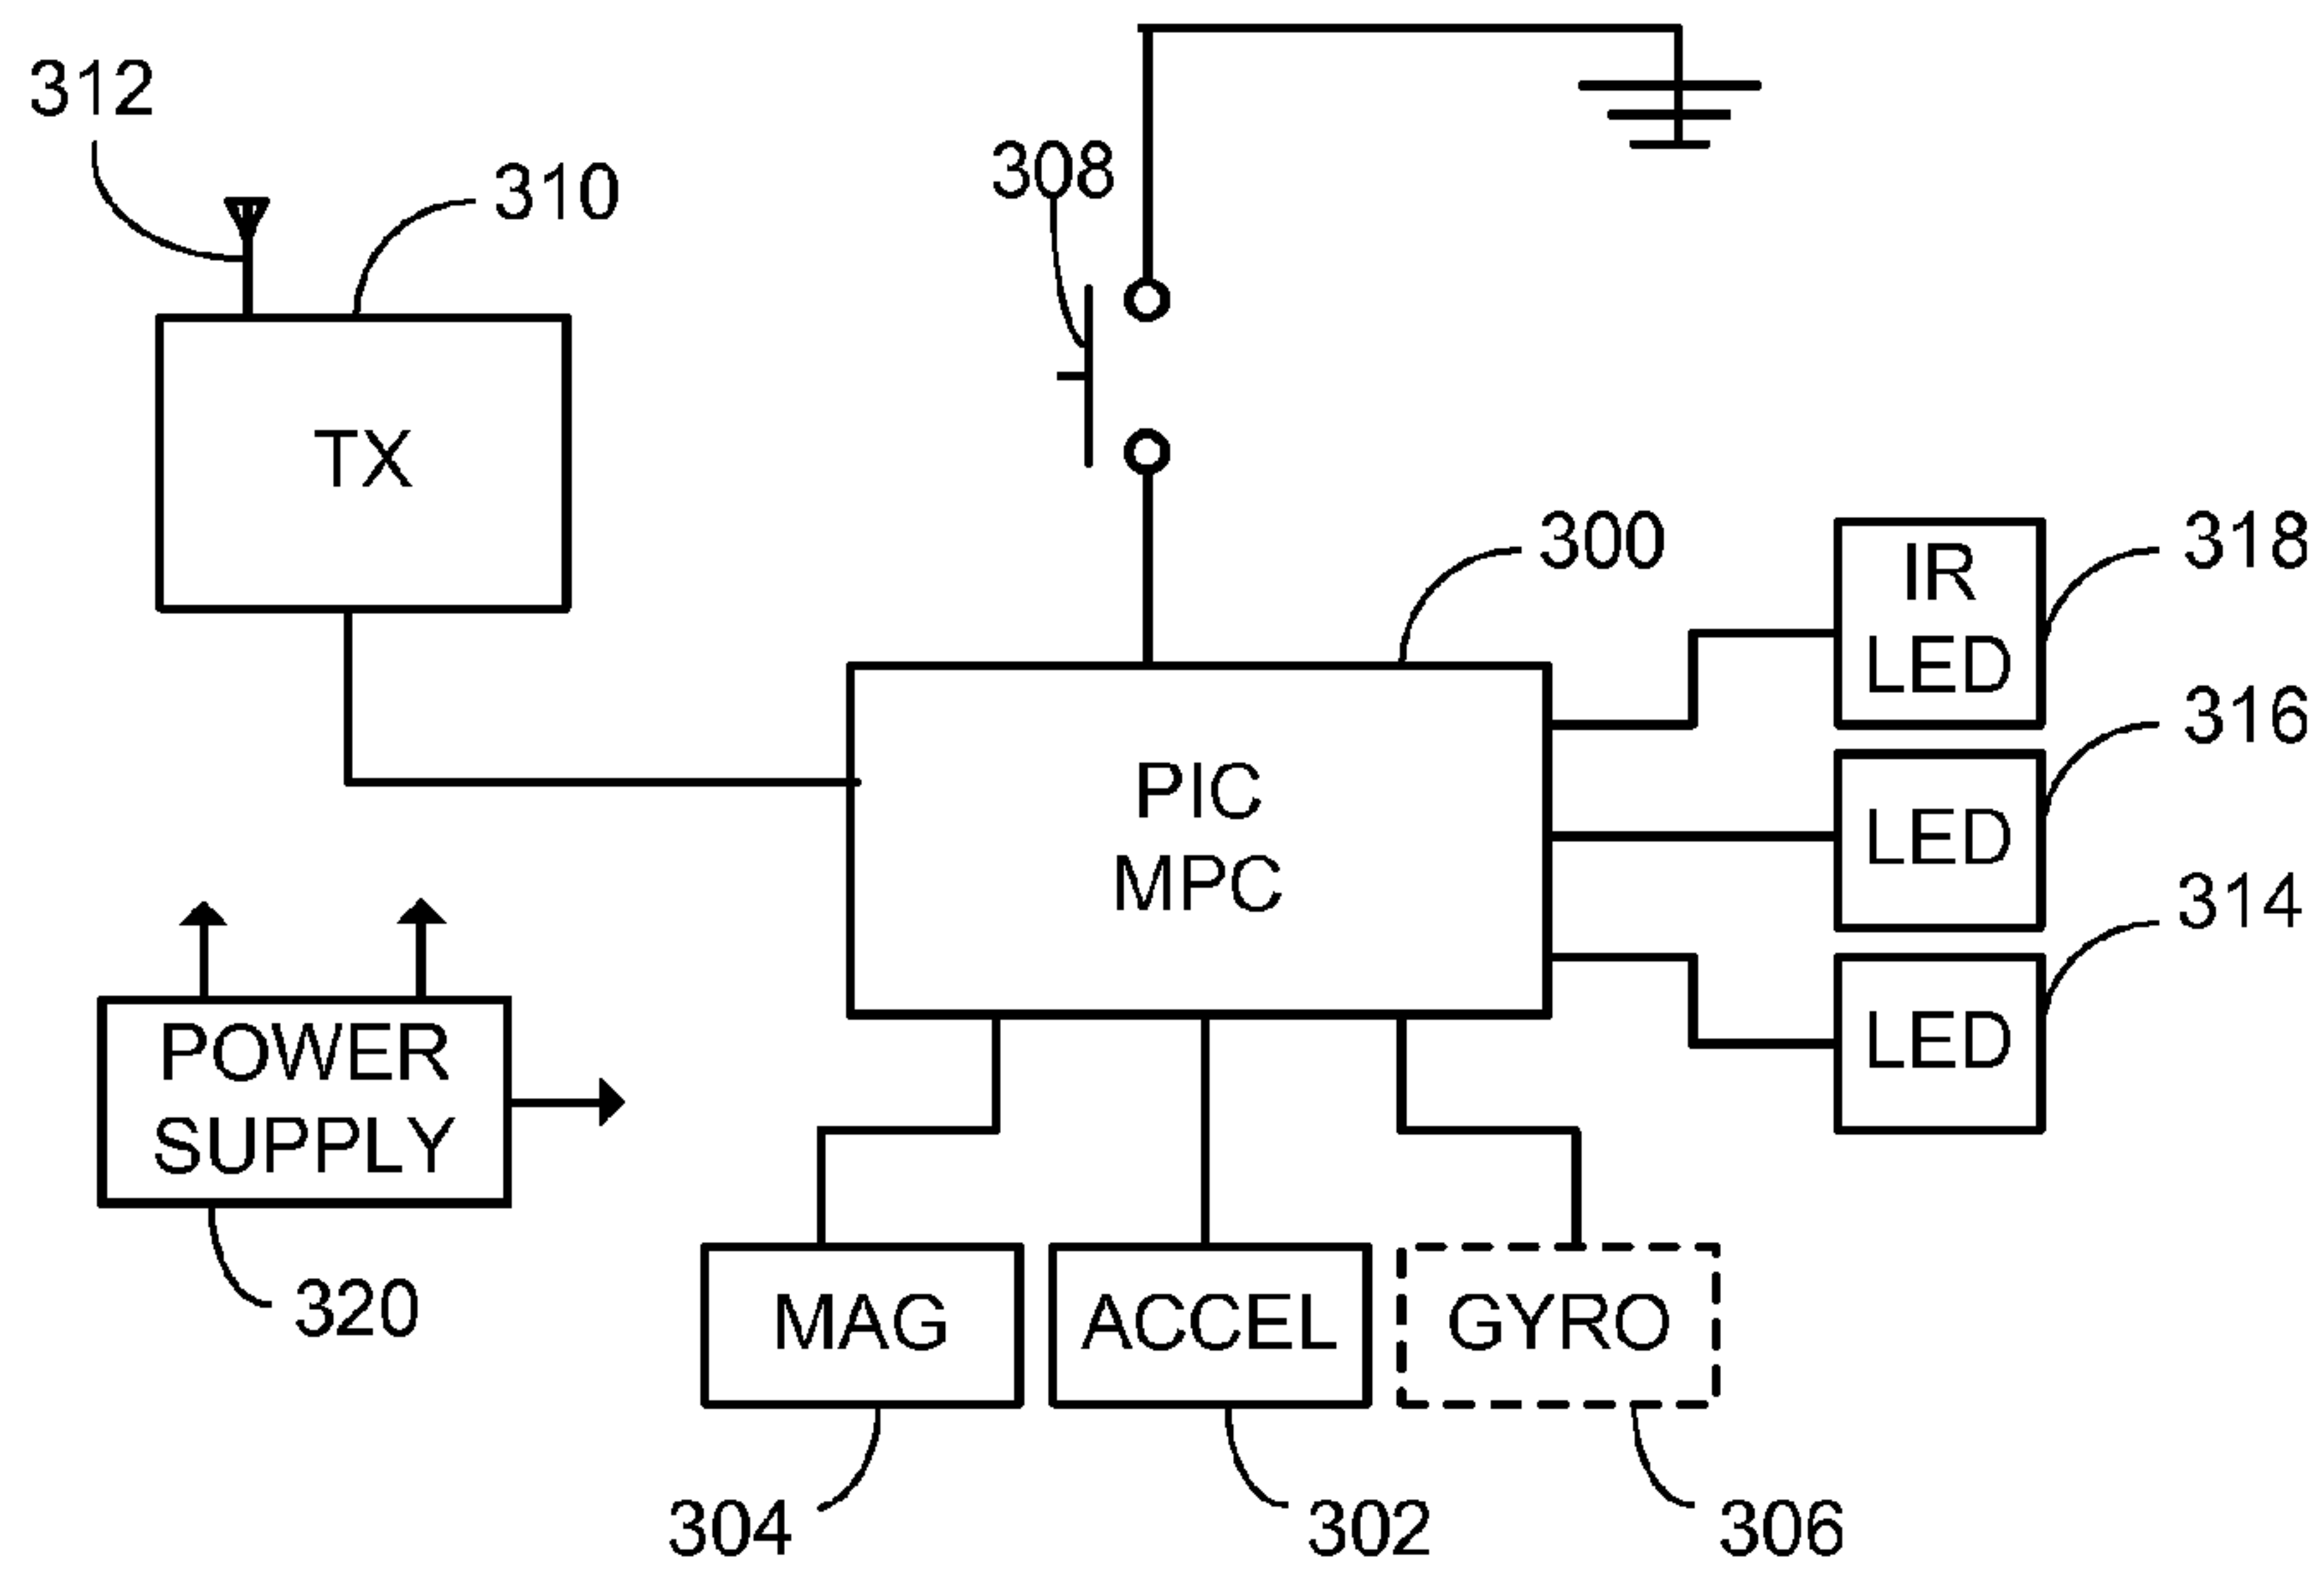 312
310
308
TX
300
IR
LED
318
316
PIC
MPC
LED
314
LED
POWER
SUPPLY
320
MAG
ACCEL
GYRO
304
302
306